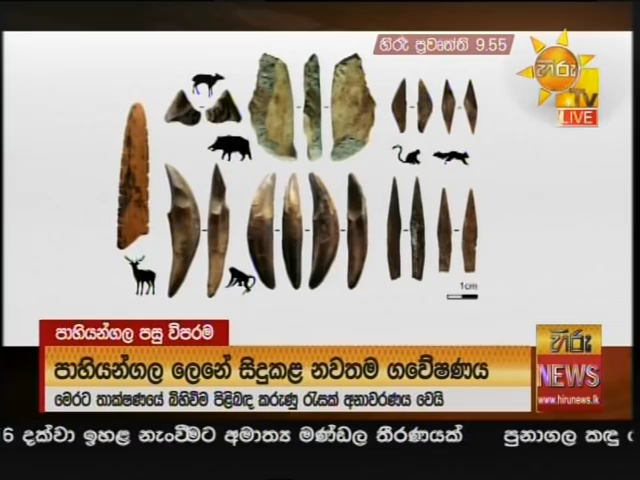 හිරු ප්‍රවෘත්ති 9.55
හිරු
TV
LIVE
1cm
පාහියන්ගල පසු විපරම
පාහියන්ගල ලෙනේ සිදුකළ නවතම ගවේෂණය
මෙරට තාක්ෂණයේ බිහිවීම පිළිබඳ කරුණු රැසක් අනාවරණය වෙයි
හිරු
NEWS
www.hirunews.lk
6 දක්වා ඉහළ නැංවීමට අමාත්‍ය මණ්ඩල තීරණයක් පුනාගල කඳු